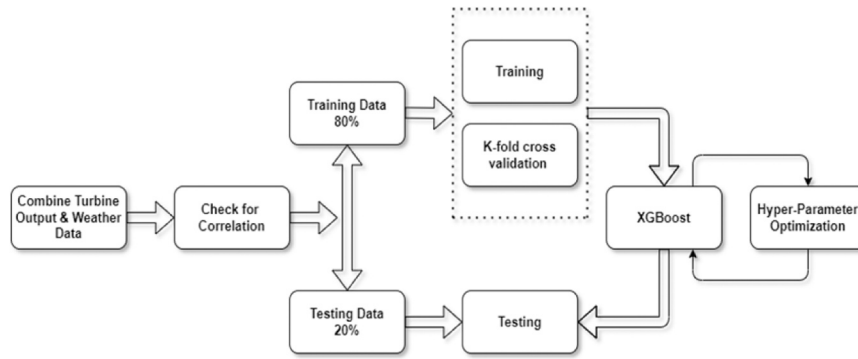 Combine Turbine
Output & Weather
Data
Check for
Correlation
Training Data
80%
Testing Data
20%
Training
K-fold cross
validation
Testing
XGBoost
Hyper-Parameter
Optimization